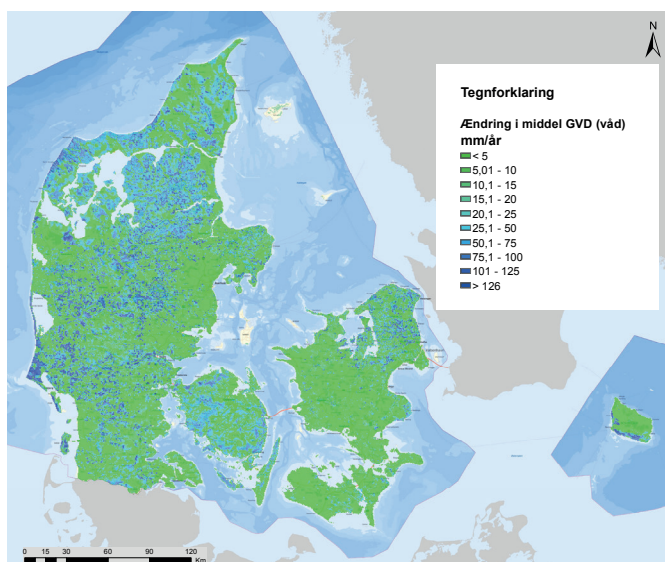 N
Tegnforklaring
Ændring i middel GVD (våd)
mm/år
< 5
5,01 - 10
10,1 - 15
15,1 - 20
20,1 - 25
25,1 - 50
50,1 - 75
75,1 - 100
101 - 125
> 126
0 15 30 60 90 120
Km